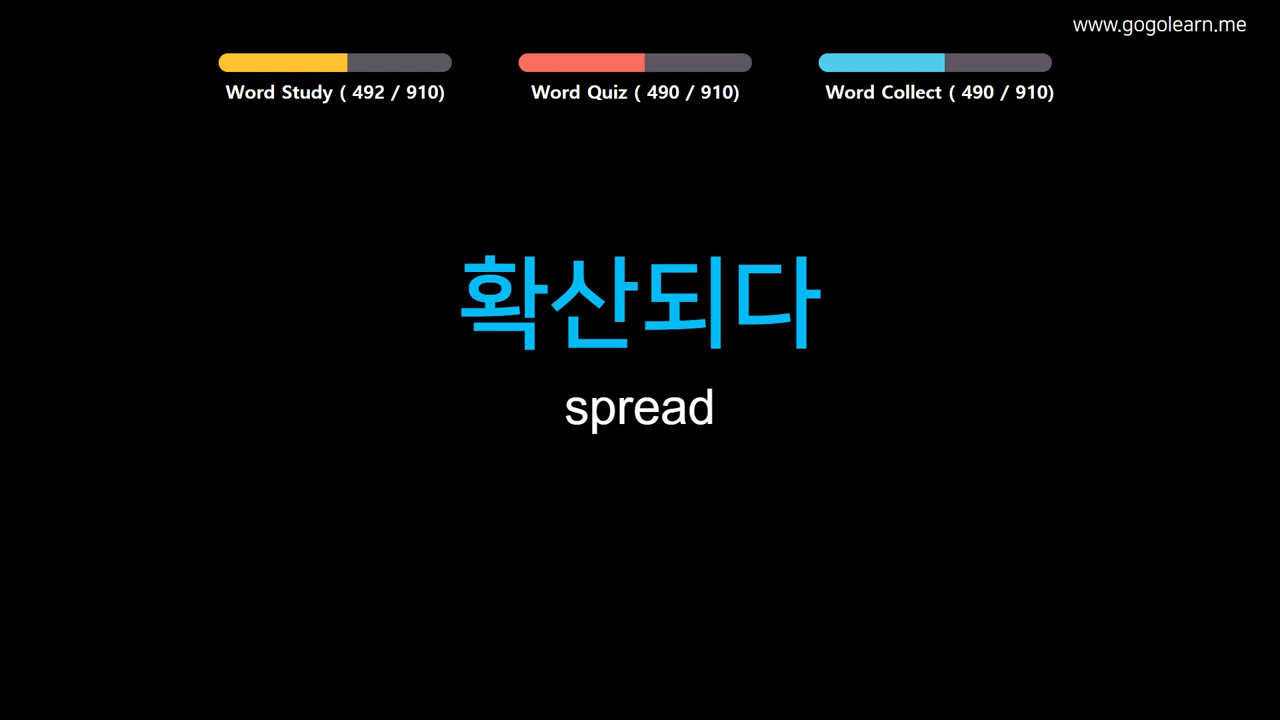 www.gogolearn.me
Word Study ( 492 / 910)
Word Quiz ( 490 / 910)
Word Collect ( 490 / 910)
확산되다
spread